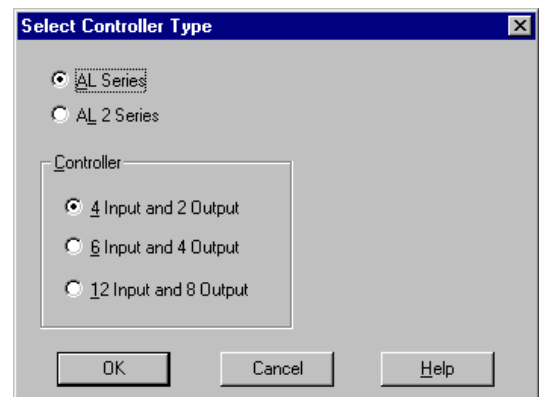 Select Controller Type
AL Series
AL 2 Series
Controller
4 Input and 2 Output
6 Input and 4 Output
12 Input and 8 Output
OK Cancel Help